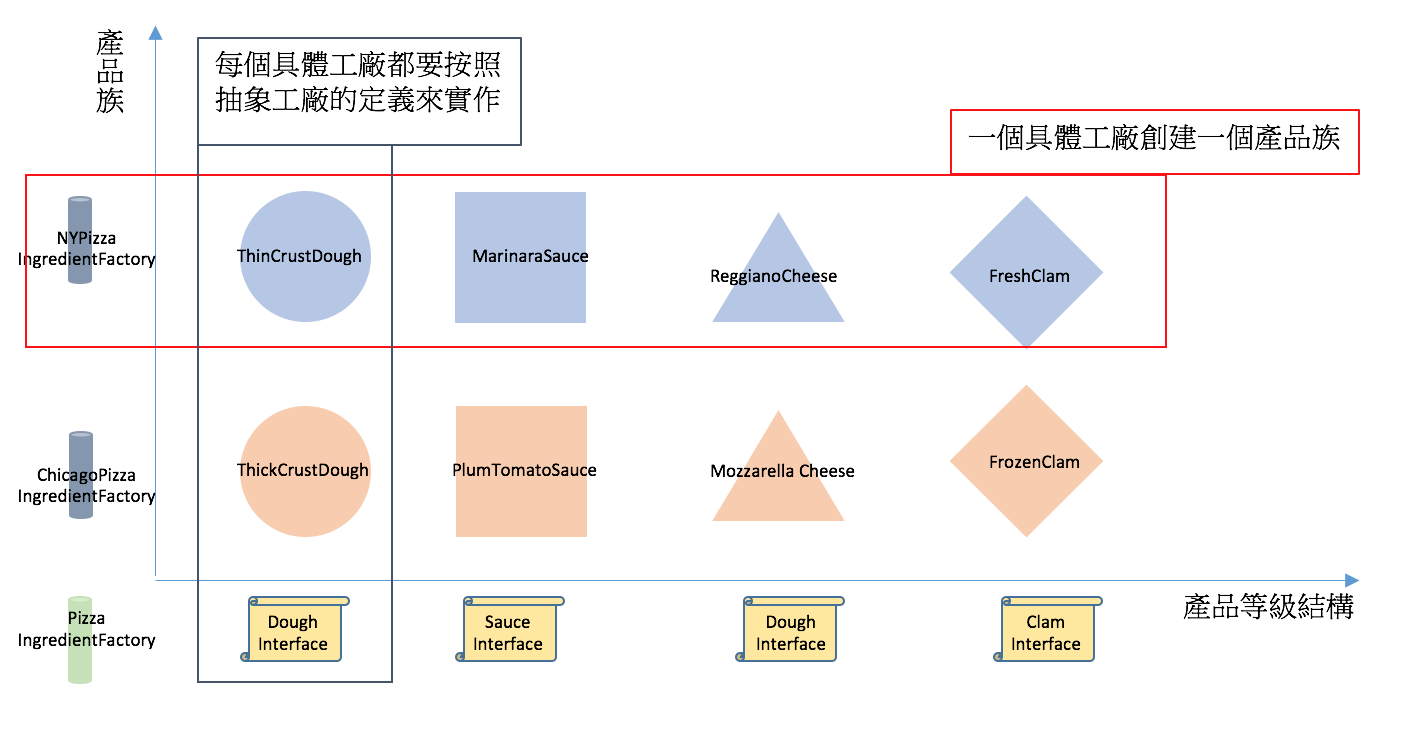 產
品
族
每個具體工廠都要按照
抽象工廠的定義來實作
一個具體工廠創建一個產品族
NYPizza
IngredientFactory
ThinCrustDough
MarinaraSauce
ReggianoCheese
FreshClam
ChicagoPizza
IngredientFactory
ThickCrustDough
PlumTomatoSauce
Mozzarella Cheese
FrozenClam
產品等級結構
Pizza
IngredientFactory
Dough
Interface
Sauce
Interface
Dough
Interface
Clam
Interface